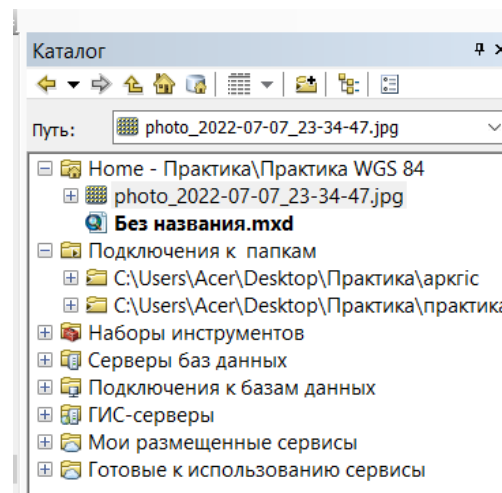 Каталог
Путь: photo_2022-07-07_23-34-47.jpg
Home - Практика\Практика WGS 84
photo_2022-07-07_23-34-47.jpg
Без названия.mxd
Подключения к папкам
C:\Users\Acer\Desktop\Практика\аркгіс
C:\Users\Acer\Desktop\Практика\практика
Наборы инструментов
Серверы баз данных
Подключения к базам данных
ГИС-серверы
Мои размещенные сервисы
Готовые к использованию сервисы